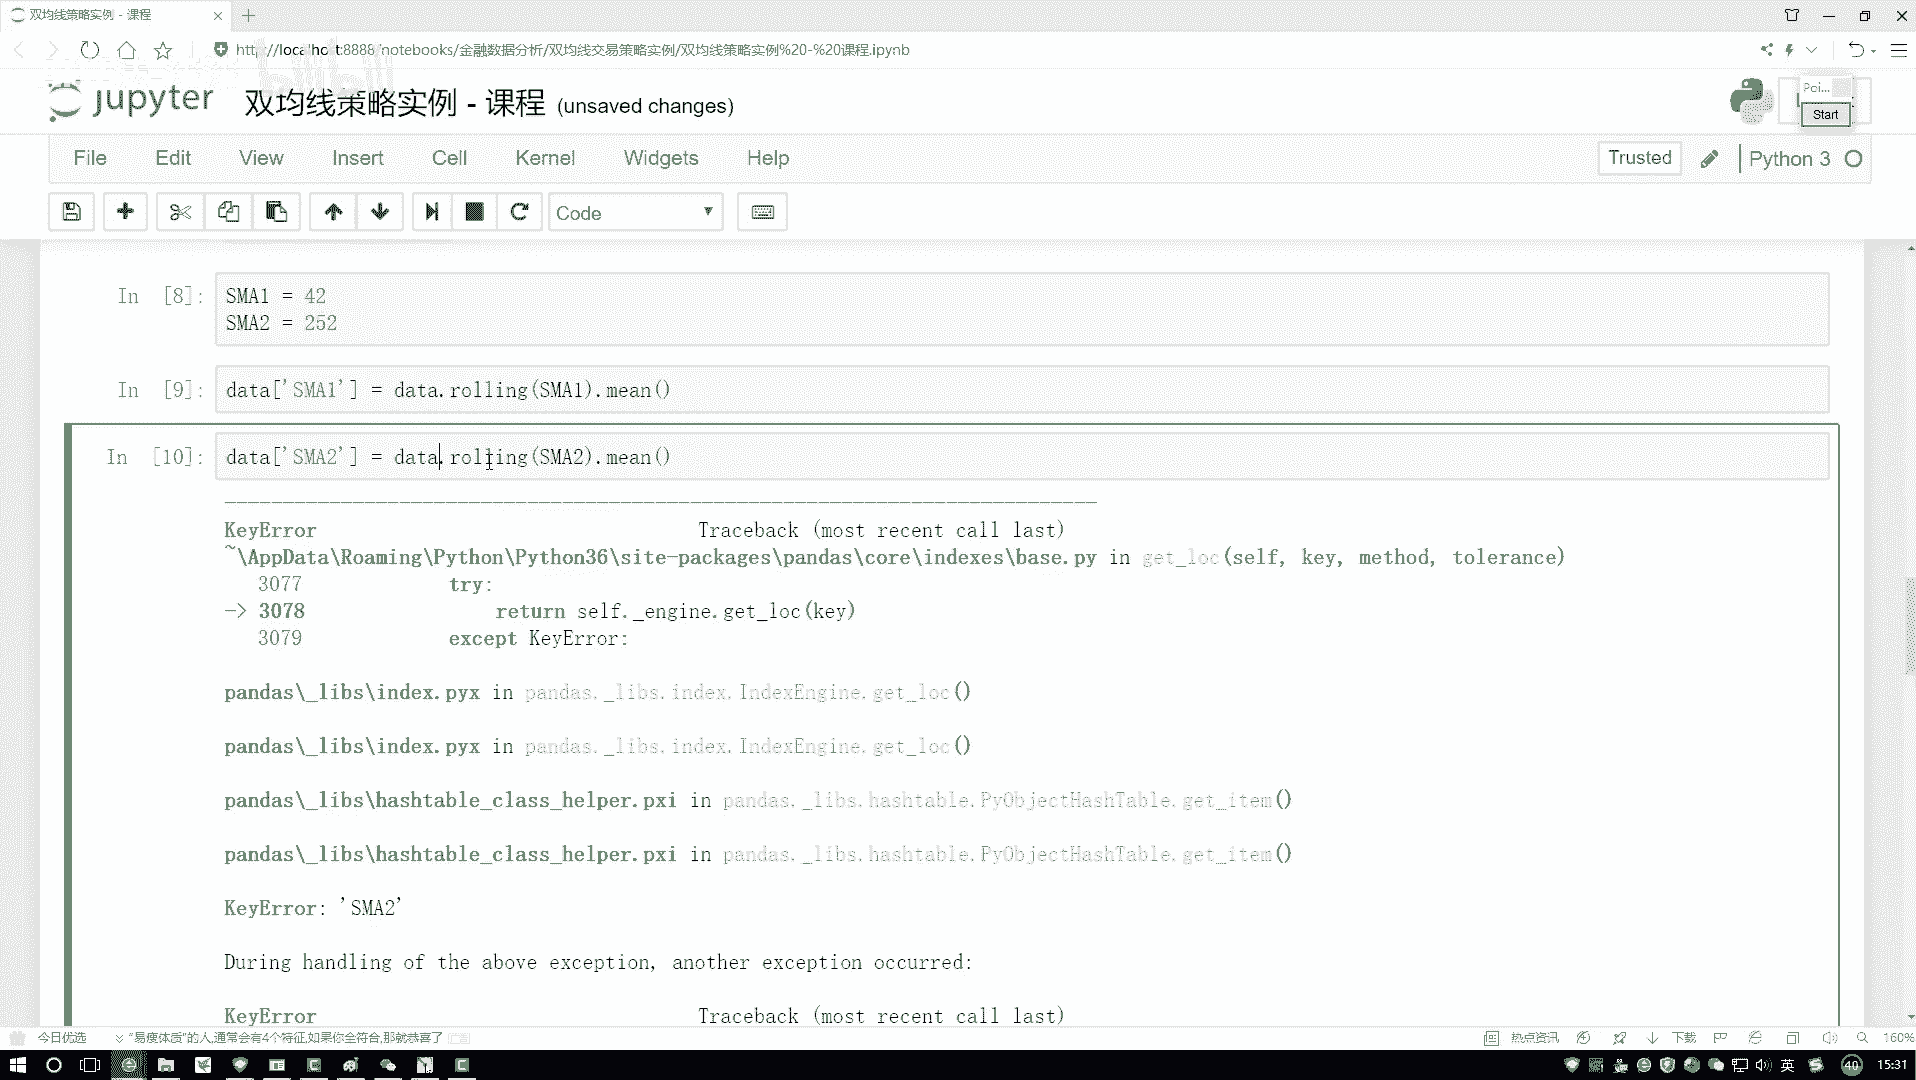 双均线策略实例 - 课程
http://localhost:8888/notebooks/金融数据分析/双均线交易策略实例/双均线策略实例%20-%20课程.ipynb
jupyter 双均线策略实例 - 课程 (unsaved changes)
Poi...
Start
File Edit View Insert Cell Kernel Widgets Help Trusted Python 3
Code
In [8]: SMA1 = 42
SMA2 = 252
In [9]: data['SMA1'] = data.rolling(SMA1).mean()
In [10]: data['SMA2'] = data.rolling(SMA2).mean()
KeyError Traceback (most recent call last)
~\AppData\Roaming\Python\Python36\site-packages\pandas\core\indexes\base.py in get_loc(self, key, method, tolerance)
3077 try:
-> 3078 return self._engine.get_loc(key)
3079 except KeyError:
pandas\_libs\index.pyx in pandas._libs.index.IndexEngine.get_loc()
pandas\_libs\index.pyx in pandas._libs.index.IndexEngine.get_loc()
pandas\_libs\hashtable_class_helper.pxi in pandas._libs.hashtable.PyObjectHashTable.get_item()
pandas\_libs\hashtable_class_helper.pxi in pandas._libs.hashtable.PyObjectHashTable.get_item()
KeyError: 'SMA2'
During handling of the above exception, another exception occurred:
KeyError Traceback (most recent call last)
今日优选 "易瘦体质"的人,通常会有4个特征,如果你全符合,那就恭喜了 热点资讯 下载 160%
英 40 15:31